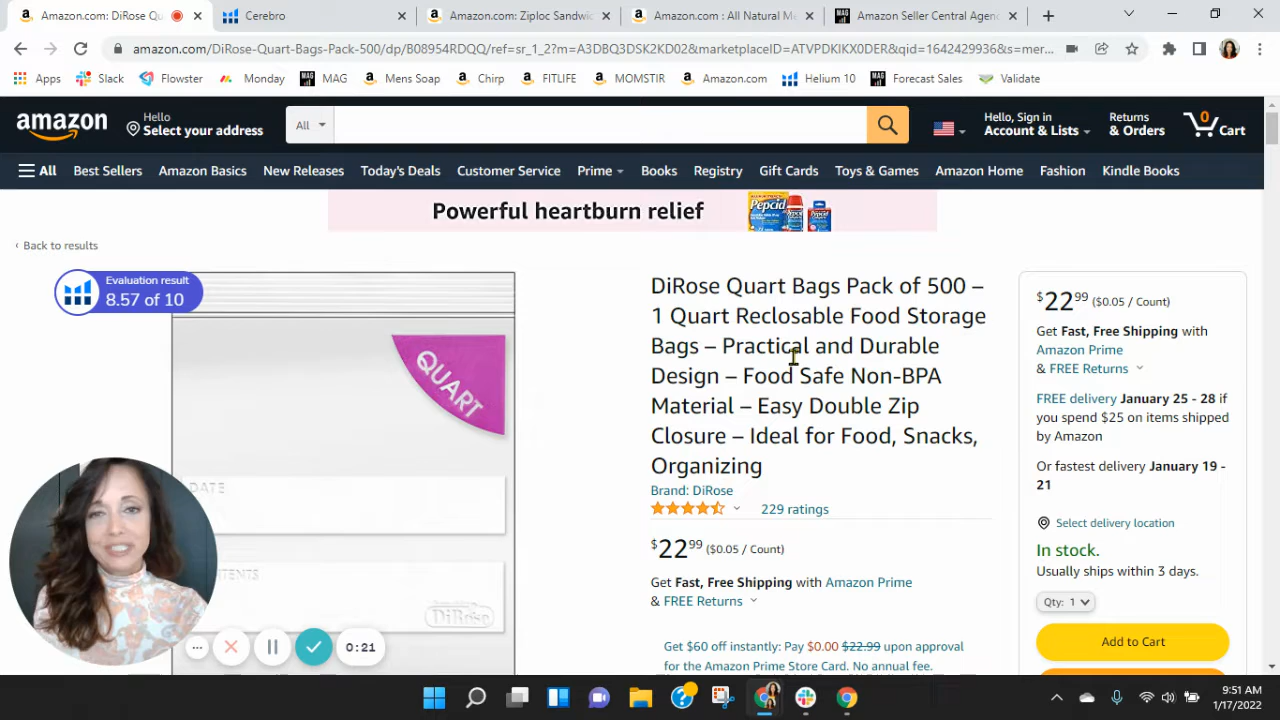 Amazon.com: DiRose Qu
Cerebro
Amazon.com: Ziploc Sandwic
Amazon.com : All Natural Me
Amazon Seller Central Agenc
amazon.com/DiRose-Quart-Bags-Pack-500/dp/B08954RDQQ/ref=sr_1_2?m=A3DBQ3DSK2KD02&marketplaceID=ATVPDKIKX0DER&qid=1642429936&s=mer...
Apps
Slack
Flowster
Monday
MAG
Mens Soap
Chirp
FITLIFE
MOMSTIR
Amazon.com
Helium 10
Forecast Sales
Validate
amazon
Hello
Select your address
All
Hello, Sign in
Account & Lists
Returns
& Orders
0
Cart
All
Best Sellers
Amazon Basics
New Releases
Today's Deals
Customer Service
Prime
Books
Registry
Gift Cards
Toys & Games
Amazon Home
Fashion
Kindle Books
Powerful heartburn relief
Pepcid
‹ Back to results
Evaluation result
8.57 of 10
QUART
DATE
DiRose
DiRose Quart Bags Pack of 500 –
1 Quart Reclosable Food Storage
Bags – Practical and Durable
Design – Food Safe Non-BPA
Material – Easy Double Zip
Closure – Ideal for Food, Snacks,
Organizing
Brand: DiRose
229 ratings
$22⁹⁹ ($0.05 / Count)
Get Fast, Free Shipping with Amazon Prime
& FREE Returns
Get $60 off instantly: Pay $0.00 $22.99 upon approval
for the Amazon Prime Store Card. No annual fee.
$22⁹⁹ ($0.05 / Count)
Get Fast, Free Shipping with
Amazon Prime
& FREE Returns
FREE delivery January 25 - 28 if
you spend $25 on items shipped
by Amazon
Or fastest delivery January 19 -
21
Select delivery location
In stock.
Usually ships within 3 days.
Qty: 1
Add to Cart
0:21
9:51 AM
1/17/2022